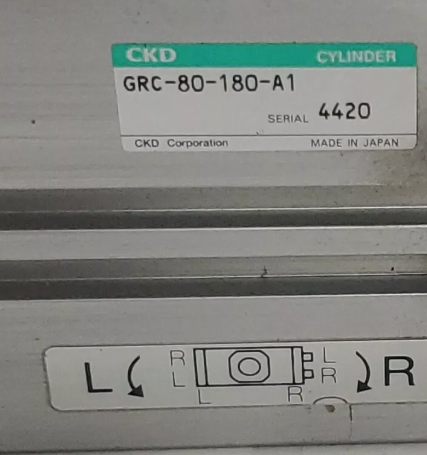 CKD CYLINDER
GRC-80-180-A1
SERIAL 4420
CKD Corporation MADE IN JAPAN
L R L R
L R
L R